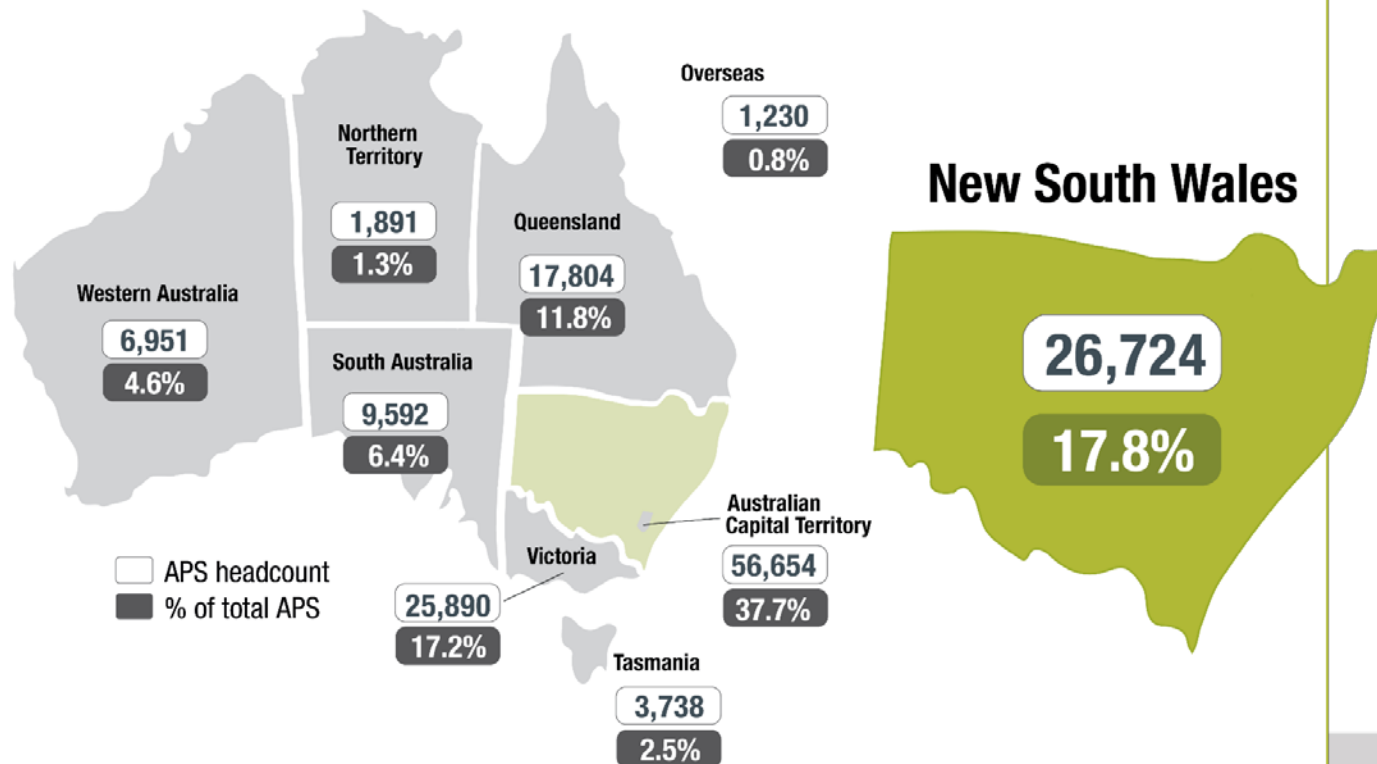 Overseas
1,230
0.8%
Northern
Territory
1,891
1.3%
Queensland
17,804
11.8%
Western Australia
6,951
4.6%
South Australia
9,592
6.4%
Australian
Capital Territory
56,654
37.7%
Victoria
25,890
17.2%
Tasmania
3,738
2.5%
APS headcount
% of total APS
New South Wales
26,724
17.8%